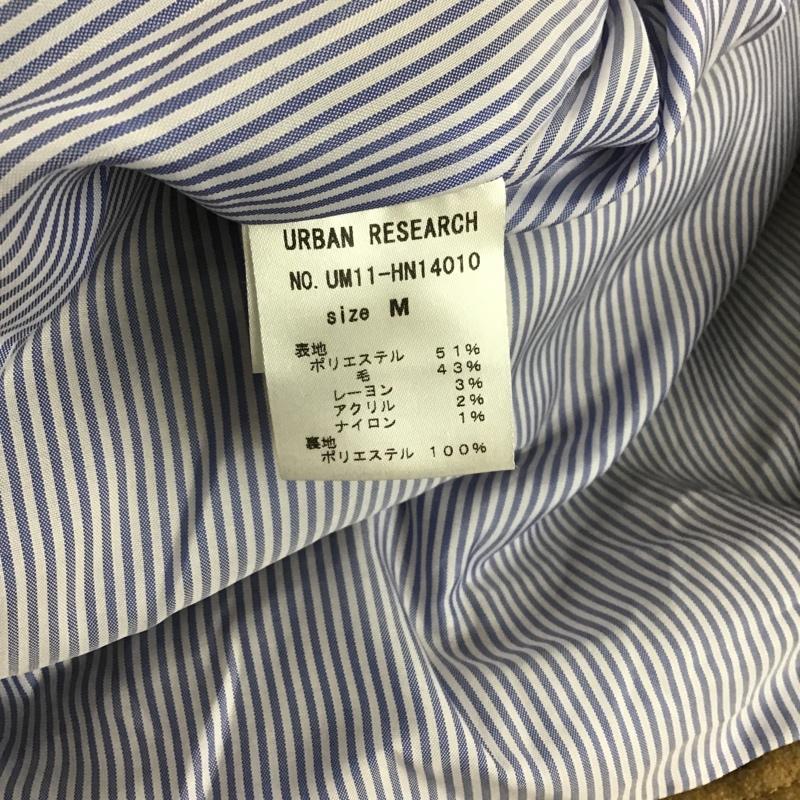 URBAN RESEARCH
NO. UM11-HN14010
size M
表地
ポリエステル 51%
毛 43%
レーヨン 3%
アクリル 2%
ナイロン 1%
裏地
ポリエステル 100%